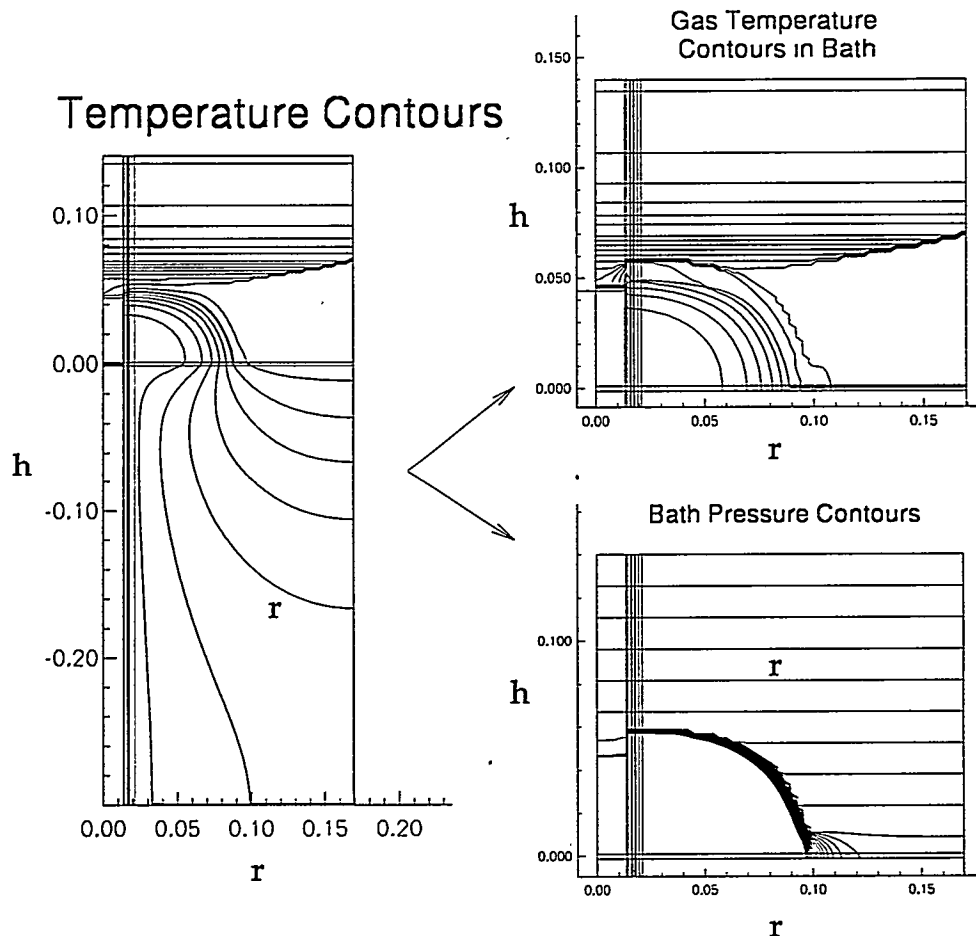 Temperature Contours
0.10
0.00
h
-0.10
r
-0.20
0.00 0.05 0.10 0.15 0.20
r
Gas Temperature
Contours in Bath
0.150
0.100
h
0.050
0.000
0.00 0.05 0.10 0.15
r
Bath Pressure Contours
0.100
r
h
0.000
0.00 0.05 0.10 0.15
r